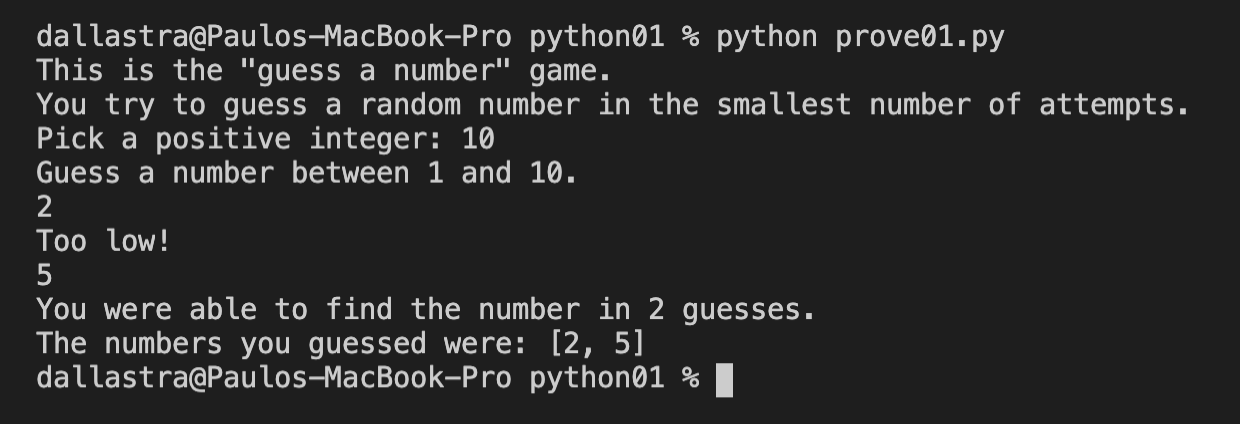 dallastra@Paulos-MacBook-Pro python01 % python prove01.py
This is the "guess a number" game.
You try to guess a random number in the smallest number of attempts.
Pick a positive integer: 10
Guess a number between 1 and 10.
2
Too low!
5
You were able to find the number in 2 guesses.
The numbers you guessed were: [2, 5]
dallastra@Paulos-MacBook-Pro python01 %